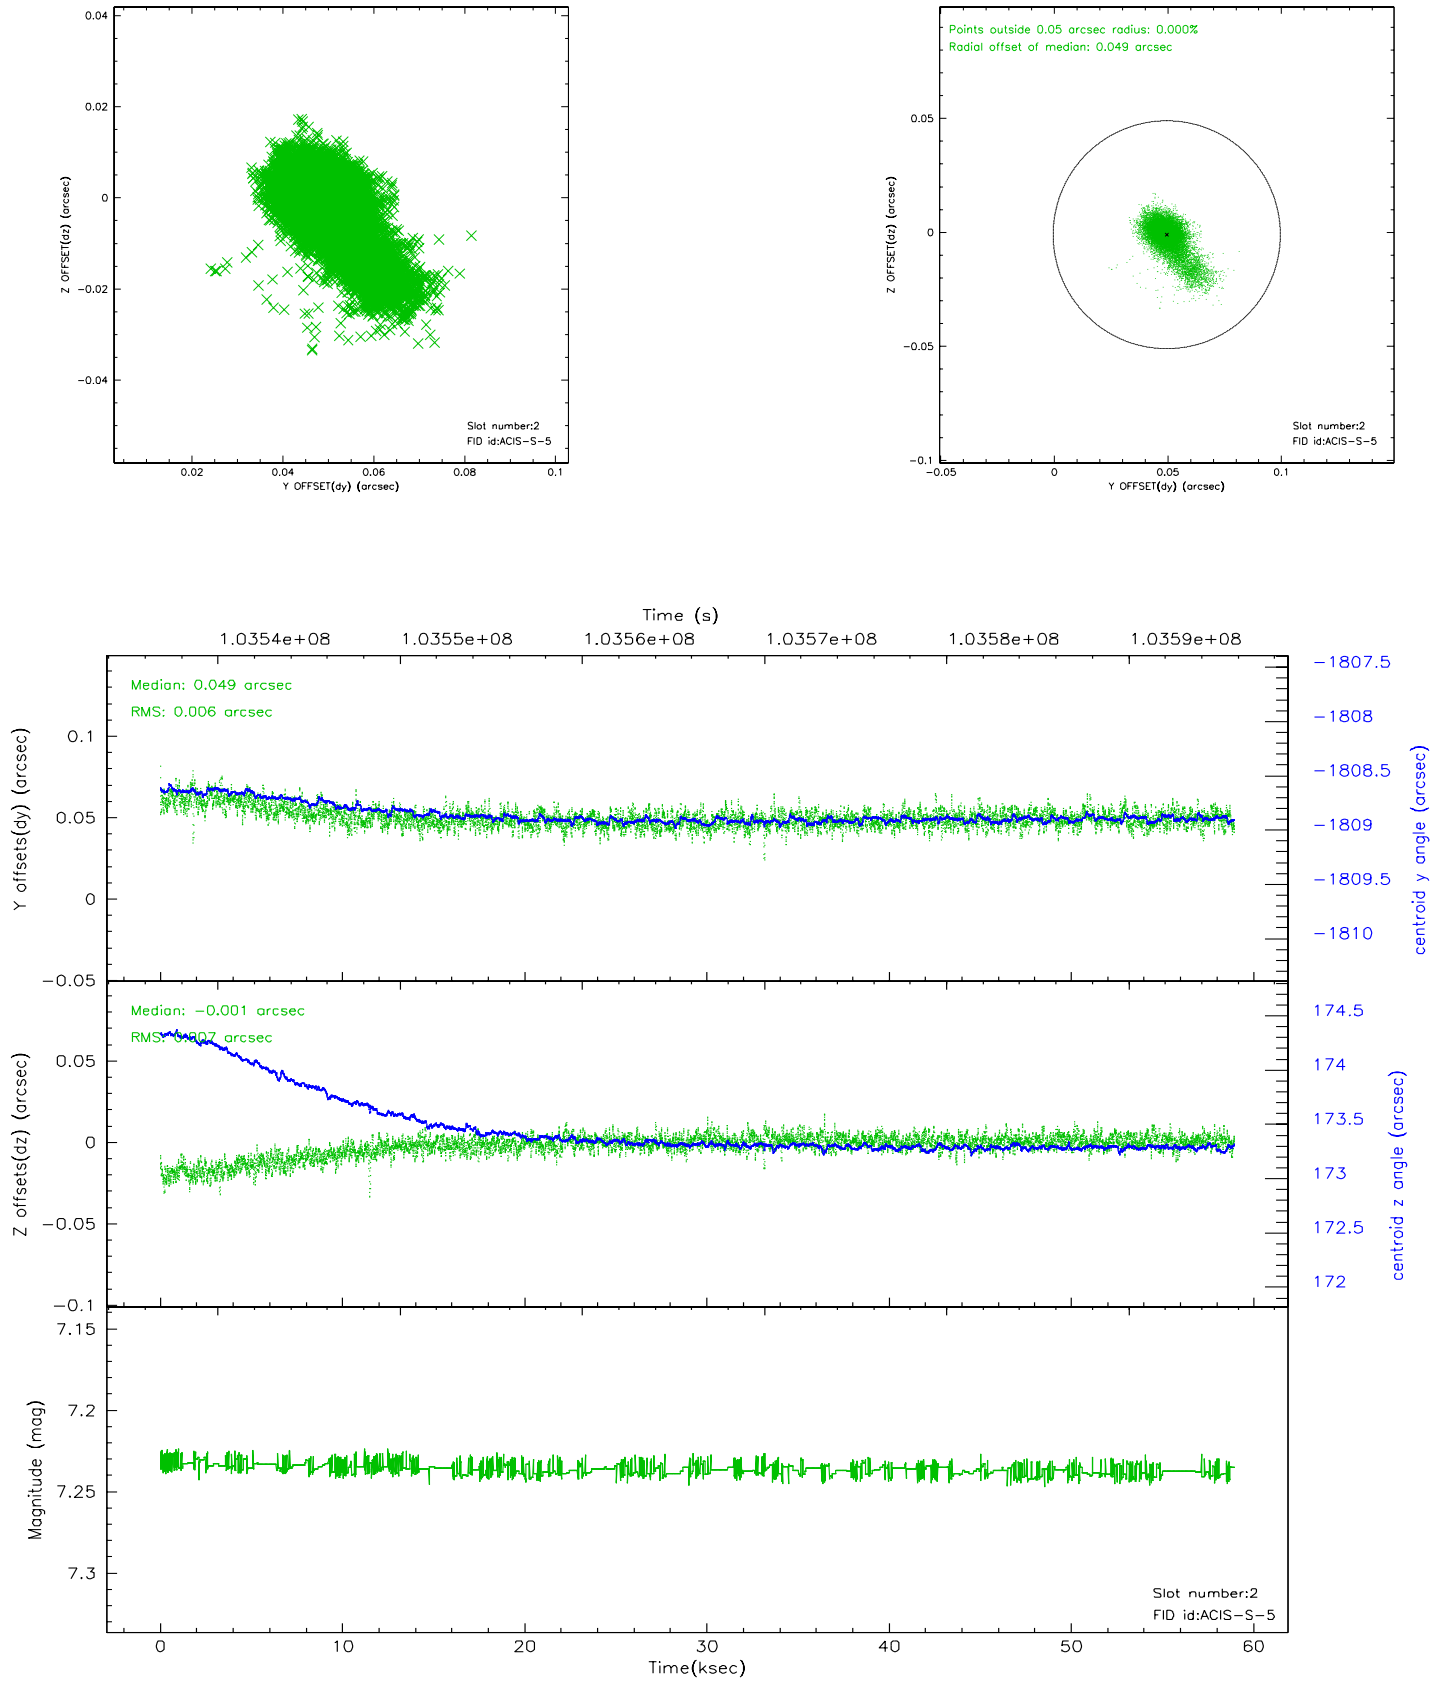 0.04
0.02
0
-0.02
-0.04
Z OFFSET(dz) (arcsec)
Slot number:2
FID id:ACIS-S-5
0.02 0.04 0.06 0.08 0.1
Y OFFSET(dy) (arcsec)
Points outside 0.05 arcsec radius: 0.000%
Radial offset of median: 0.049 arcsec
0.05
0
-0.05
-0.1
Z OFFSET(dz) (arcsec)
Slot number:2
FID id:ACIS-S-5
-0.05 0 0.05 0.1
Y OFFSET(dy) (arcsec)
Time (s)
1.0354e+08 1.0355e+08 1.0356e+08 1.0357e+08 1.0358e+08 1.0359e+08
Median: 0.049 arcsec
RMS: 0.006 arcsec
0.1
0.05
0
-0.05
Y offsets(dy) (arcsec)
-1807.5
-1808
-1808.5
-1809
-1809.5
-1810
centroid y angle (arcsec)
Median: -0.001 arcsec
RMS: 0.007 arcsec
0.05
0
-0.05
-0.1
Z offsets(dz) (arcsec)
174.5
174
173.5
173
172.5
172
centroid z angle (arcsec)
7.15
7.2
7.25
7.3
Magnitude (mag)
Slot number:2
FID id:ACIS-S-5
0 10 20 30 40 50 60
Time(ksec)